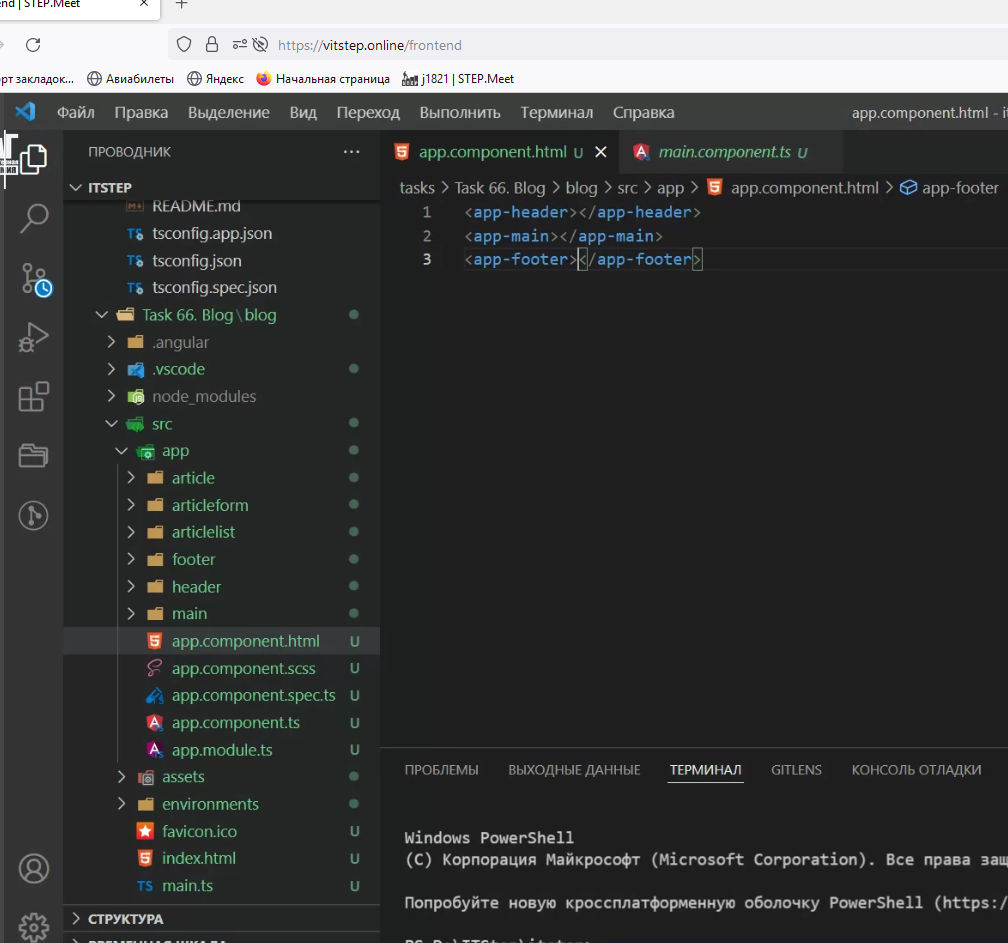 end | STEP.Meet
https://vitstep.online/frontend
рт закладок...
Авиабилеты
Яндекс
Начальная страница
j1821 | STEP.Meet
Файл Правка Выделение Вид Переход Выполнить Терминал Справка
app.component.html - it
ПРОВОДНИК
ITSTEP
README.md
tsconfig.app.json
tsconfig.json
tsconfig.spec.json
Task 66. Blog\blog
.angular
.vscode
node_modules
src
app
article
articleform
articlelist
footer
header
main
app.component.html U
app.component.scss U
app.component.spec.ts U
app.component.ts U
app.module.ts U
assets
environments
favicon.ico U
index.html U
TS main.ts U
СТРУКТУРА
ВРЕМЕННАЯ ШКАЛА
app.component.html U
main.component.ts U
tasks > Task 66. Blog > blog > src > app > app.component.html > app-footer
1 <app-header></app-header>
2 <app-main></app-main>
3 <app-footer></app-footer>
ПРОБЛЕМЫ ВЫХОДНЫЕ ДАННЫЕ ТЕРМИНАЛ GITLENS КОНСОЛЬ ОТЛАДКИ
Windows PowerShell
(C) Корпорация Майкрософт (Microsoft Corporation). Все права защ
Попробуйте новую кроссплатформенную оболочку PowerShell (https:/